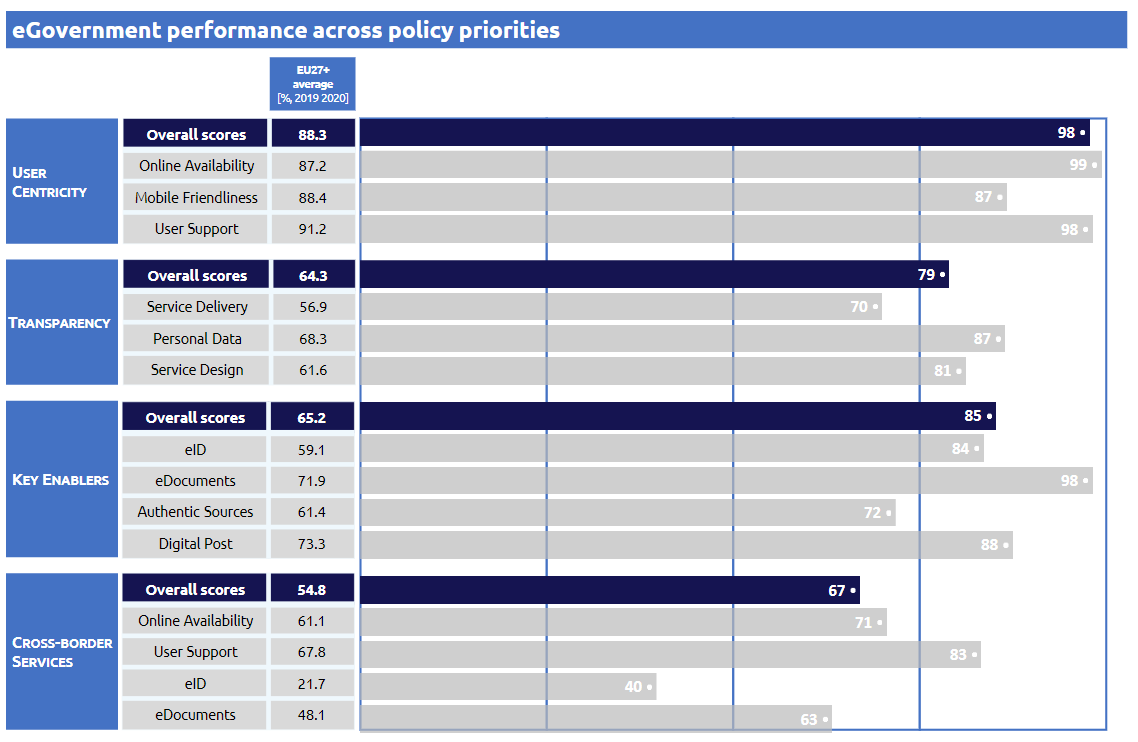 eGovernment performance across policy priorities
EU27+
average
[%, 2019 2020]
USER
CENTRICITY
Overall scores 88.3 98
Online Availability 87.2 99
Mobile Friendliness 88.4 87
User Support 91.2 98
TRANSPARENCY
Overall scores 64.3 79
Service Delivery 56.9 70
Personal Data 68.3 87
Service Design 61.6 81
KEY ENABLERS
Overall scores 65.2 85
eID 59.1 84
eDocuments 71.9 98
Authentic Sources 61.4 72
Digital Post 73.3 88
CROSS-BORDER
SERVICES
Overall scores 54.8 67
Online Availability 61.1 71
User Support 67.8 83
eID 21.7 40
eDocuments 48.1 63